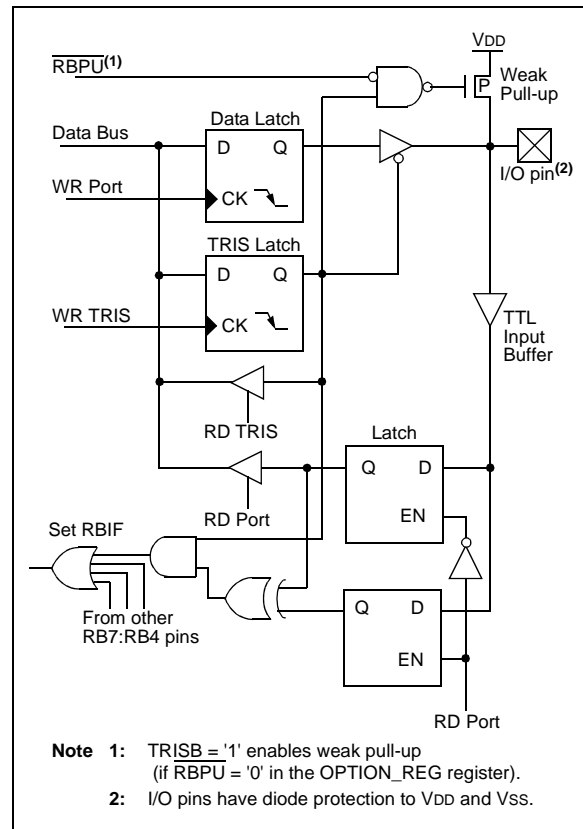 VDD
RBPU(1)
P
Weak
Pull-up
Data Latch
Data Bus
D
Q
I/O pin(2)
WR Port
CK
TRIS Latch
D
Q
WR TRIS
CK
TTL
Input
Buffer
RD TRIS
Latch
Q
D
RD Port
EN
Set RBIF
Q
D
From other
RB7:RB4 pins
EN
RD Port
Note 1: TRISB = '1' enables weak pull-up
(if RBPU = '0' in the OPTION_REG register).
2: I/O pins have diode protection to VDD and VSS.